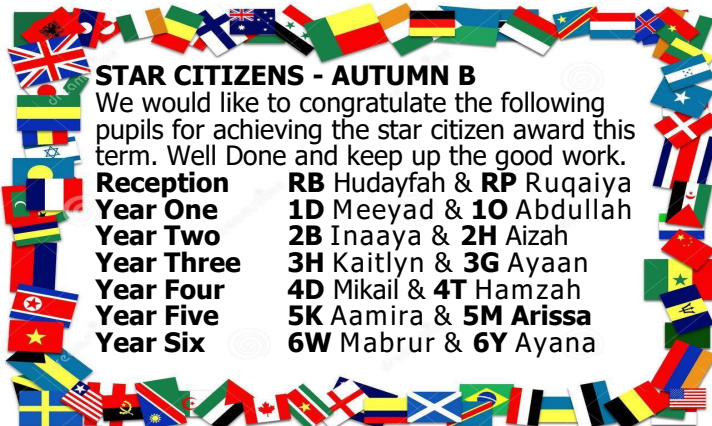 STAR CITIZENS - AUTUMN B
We would like to congratulate the following
pupils for achieving the star citizen award this
term. Well Done and keep up the good work.
Reception RB Hudayfah & RP Ruqaiya
Year One 1D Meeyad & 1O Abdullah
Year Two 2B Inaaya & 2H Aizah
Year Three 3H Kaitlyn & 3G Ayaan
Year Four 4D Mikail & 4T Hamzah
Year Five 5K Aamira & 5M Arissa
Year Six 6W Mabrur & 6Y Ayana